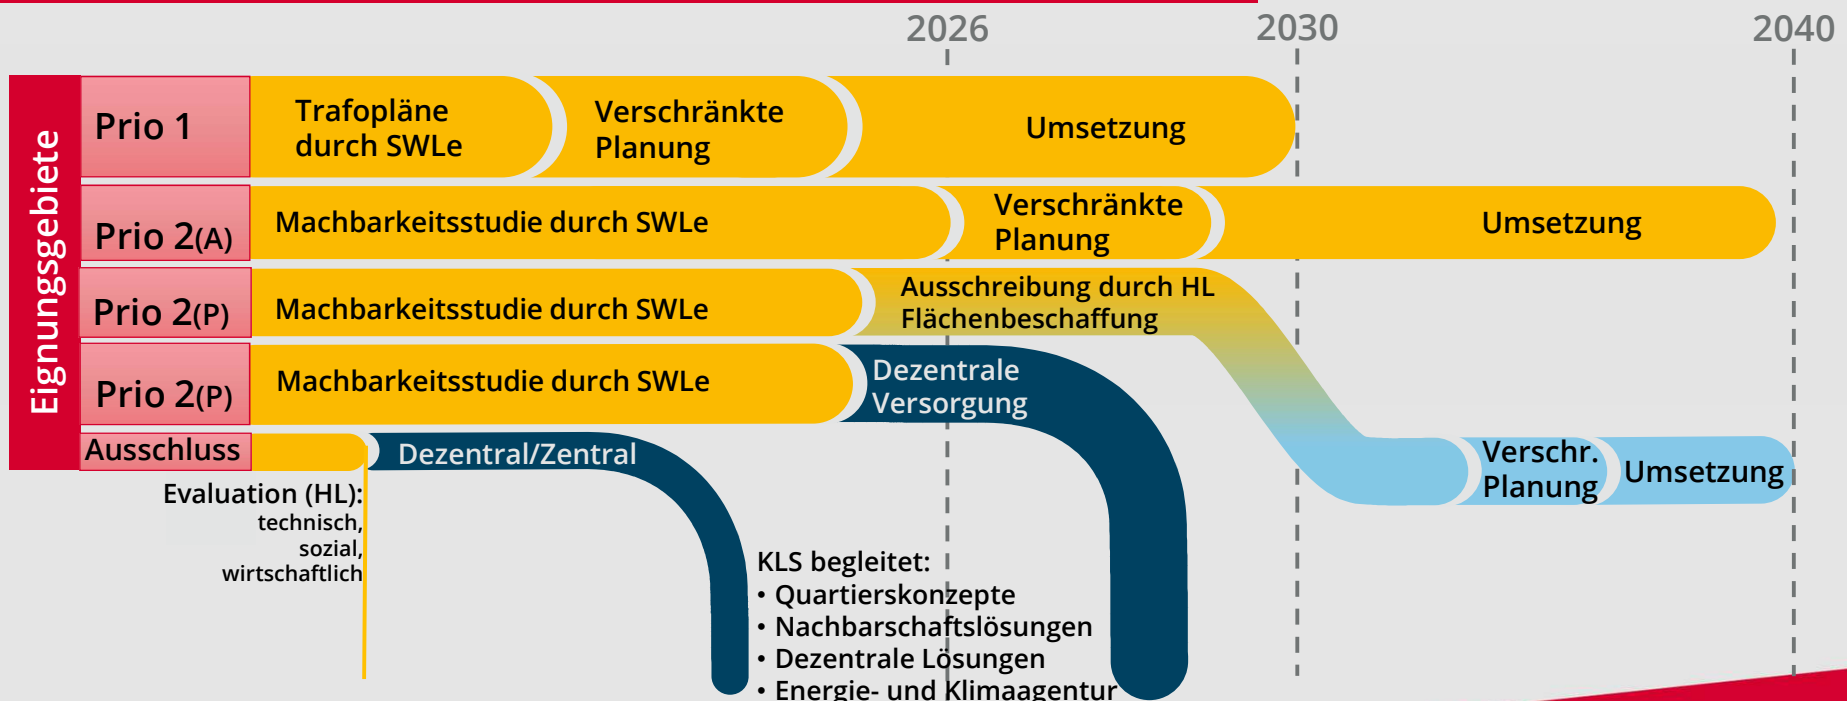 2026
2030
2040
Eignungsgebiete
Prio 1
Trafopläne
durch SWLe
Verschränkte
Planung
Umsetzung
Prio 2(A)
Machbarkeitsstudie durch SWLe
Verschränkte
Planung
Umsetzung
Prio 2(P)
Machbarkeitsstudie durch SWLe
Ausschreibung durch HL
Flächenbeschaffung
Verschr.
Planung
Umsetzung
Prio 2(P)
Machbarkeitsstudie durch SWLe
Dezentrale
Versorgung
Ausschluss
Dezentral/Zentral
Evaluation (HL):
technisch,
sozial,
wirtschaftlich
KLS begleitet:
• Quartierskonzepte
• Nachbarschaftslösungen
• Dezentrale Lösungen
• Energie- und Klimaagentur